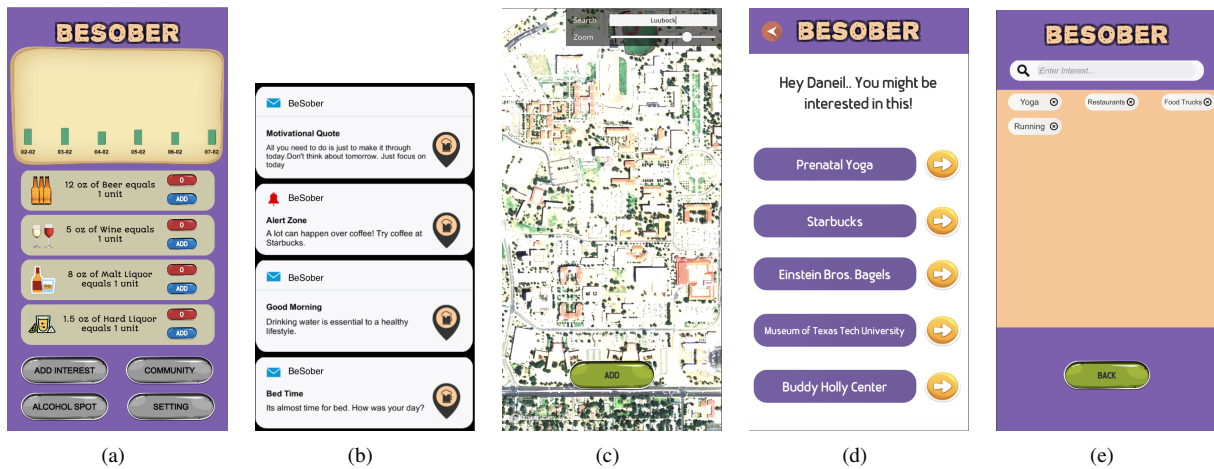 BESOBER
02-02 03-02 04-02 05-02 06-02 07-02
12 oz of Beer equals
1 unit
0
ADD
5 oz of Wine equals
1 unit
0
ADD
8 oz of Malt Liquor
equals 1 unit
0
ADD
1.5 oz of Hard Liquor
equals 1 unit
0
ADD
ADD INTEREST
COMMUNITY
ALCOHOL SPOT
SETTING
(a)
BeSober
Motivational Quote
All you need to do is just to make it through
today.Don't think about tomorrow. Just focus on
today
BeSober
Alert Zone
A lot can happen over coffee! Try coffee at
Starbucks.
BeSober
Good Morning
Drinking water is essential to a healthy
lifestyle.
BeSober
Bed Time
Its almost time for bed. How was your day?
(b)
Search
Luubock
Zoom
ADD
(c)
BESOBER
Hey Daneil.. You might be
interested in this!
Prenatal Yoga
Starbucks
Einstein Bros. Bagels
Museum of Texas Tech University
Buddy Holly Center
(d)
BESOBER
Enter Interest...
Yoga
Restaurants
Food Trucks
Running
BACK
(e)